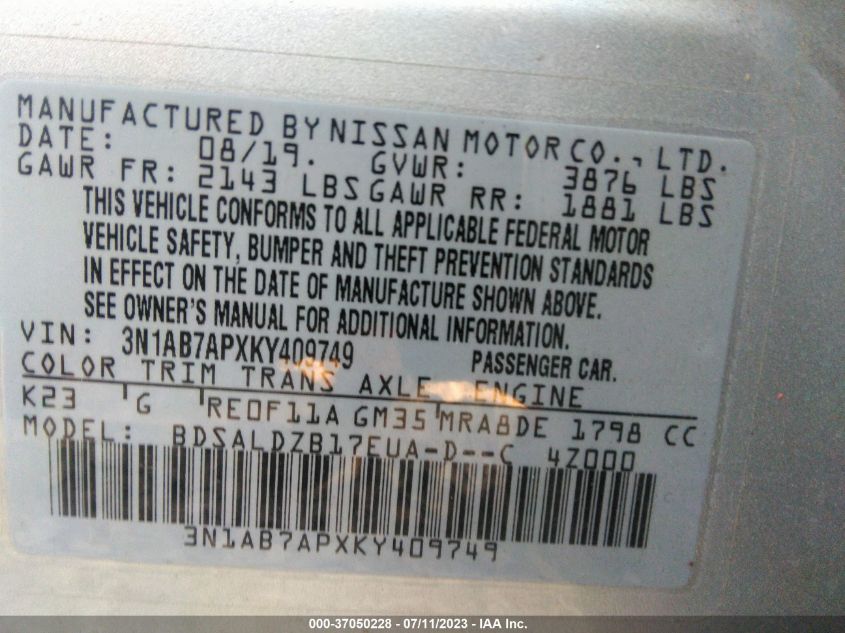 MANUFACTURED BY NISSAN MOTOR CO., LTD.
DATE: 08/19. GVWR: 3876 LBS
GAWR FR: 2143 LBS GAWR RR: 1881 LBS
THIS VEHICLE CONFORMS TO ALL APPLICABLE FEDERAL MOTOR
VEHICLE SAFETY, BUMPER AND THEFT PREVENTION STANDARDS
IN EFFECT ON THE DATE OF MANUFACTURE SHOWN ABOVE.
SEE OWNER'S MANUAL FOR ADDITIONAL INFORMATION.
VIN: 3N1AB7APXKY409749 PASSENGER CAR.
COLOR TRIM TRANS AXLE ENGINE
K23 G RE0F11A GM35 MRA8DE 1798 CC
MODEL: BDSALDZB17EUA-D--C 4Z000
3N1AB7APXKY409749
000-37050228 - 07/11/2023 - IAA Inc.